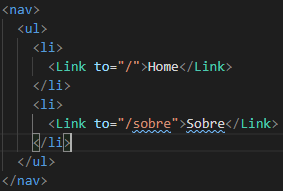 <nav>
<ul>
<li>
<Link to="/">Home</Link>
</li>
<li>
<Link to="/sobre">Sobre</Link>
</li>
</ul>
</nav>